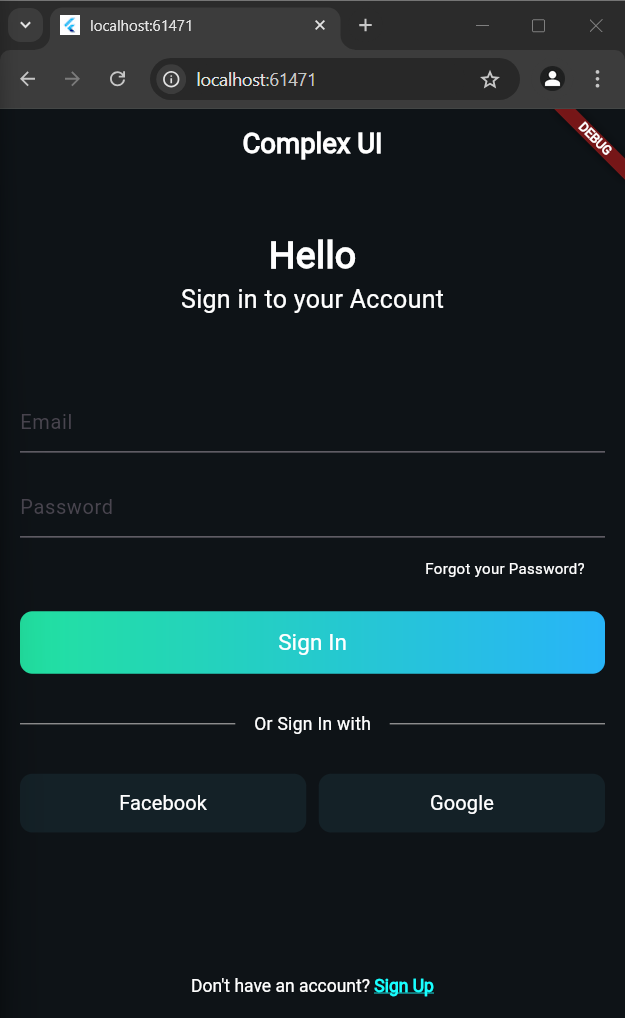 localhost:61471
localhost:61471
DEBUG
Complex UI
Hello
Sign in to your Account
Email
Password
Forgot your Password?
Sign In
Or Sign In with
Facebook Google
Don't have an account? Sign Up